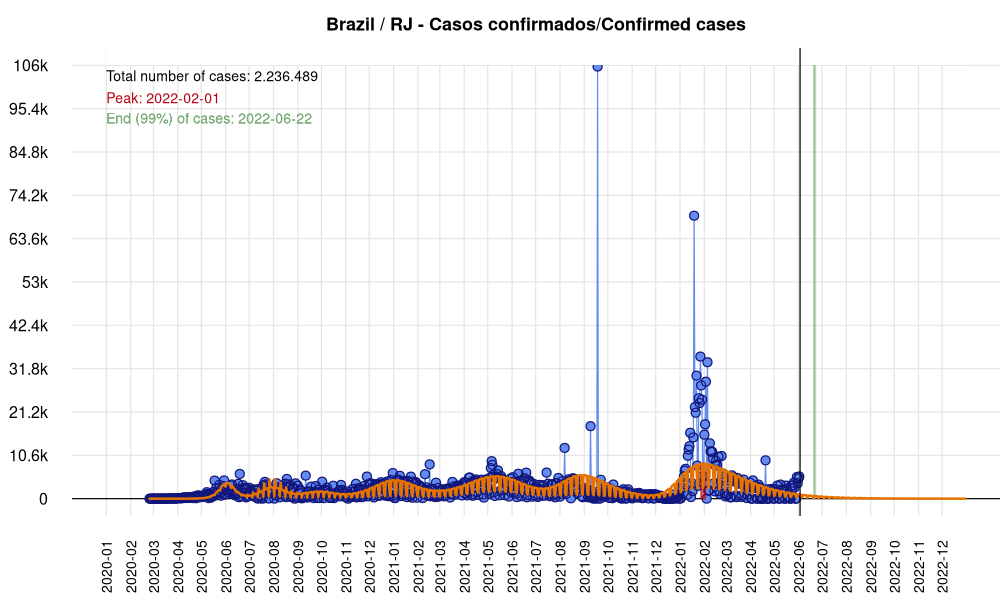 Brazil / RJ - Casos confirmados/Confirmed cases
106k
95.4k
84.8k
74.2k
63.6k
53k
42.4k
31.8k
21.2k
10.6k
0
Total number of cases: 2.236.489
Peak: 2022-02-01
End (99%) of cases: 2022-06-22
2020-01
2020-02
2020-03
2020-04
2020-05
2020-06
2020-07
2020-08
2020-09
2020-10
2020-11
2020-12
2021-01
2021-02
2021-03
2021-04
2021-05
2021-06
2021-07
2021-08
2021-09
2021-10
2021-11
2021-12
2022-01
2022-02
2022-03
2022-04
2022-05
2022-06
2022-07
2022-08
2022-09
2022-10
2022-11
2022-12